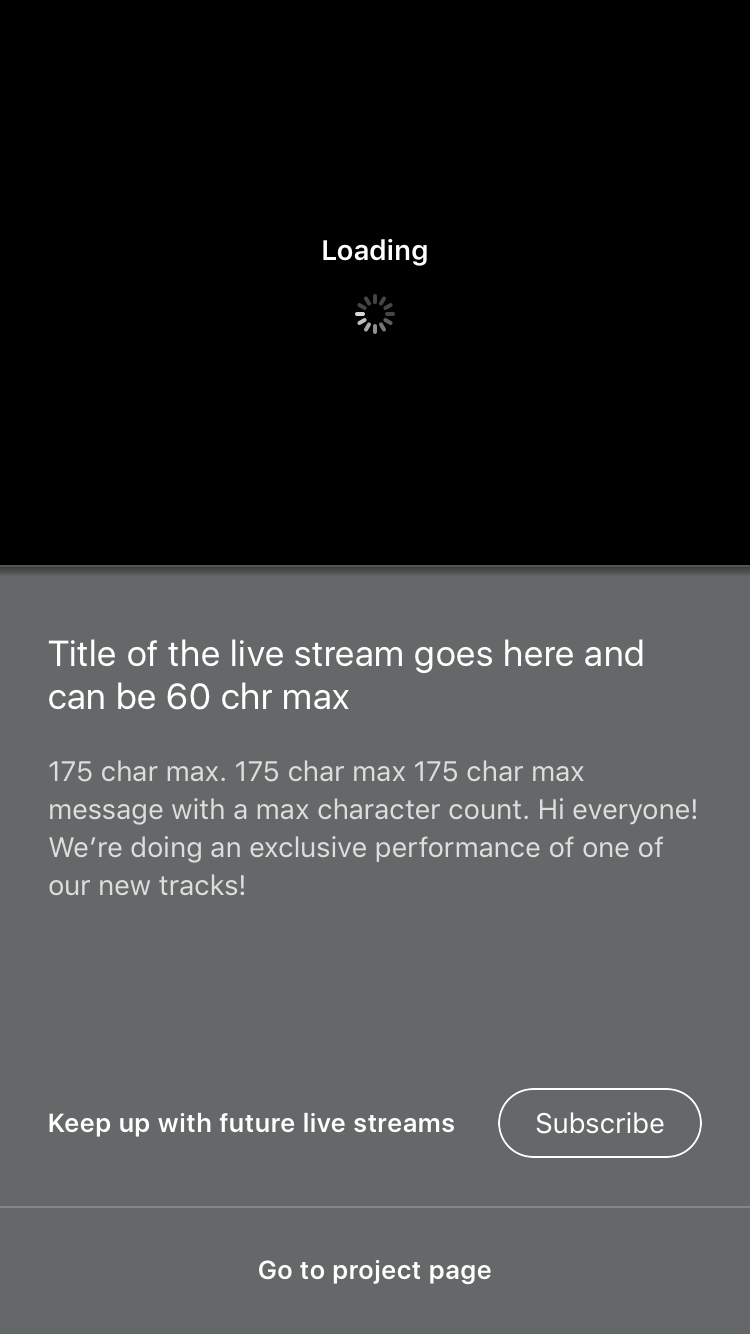 Loading
Title of the live stream goes here and
can be 60 chr max
175 char max. 175 char max 175 char max
message with a max character count. Hi everyone!
We’re doing an exclusive performance of one of
our new tracks!
Keep up with future live streams
Subscribe
Go to project page